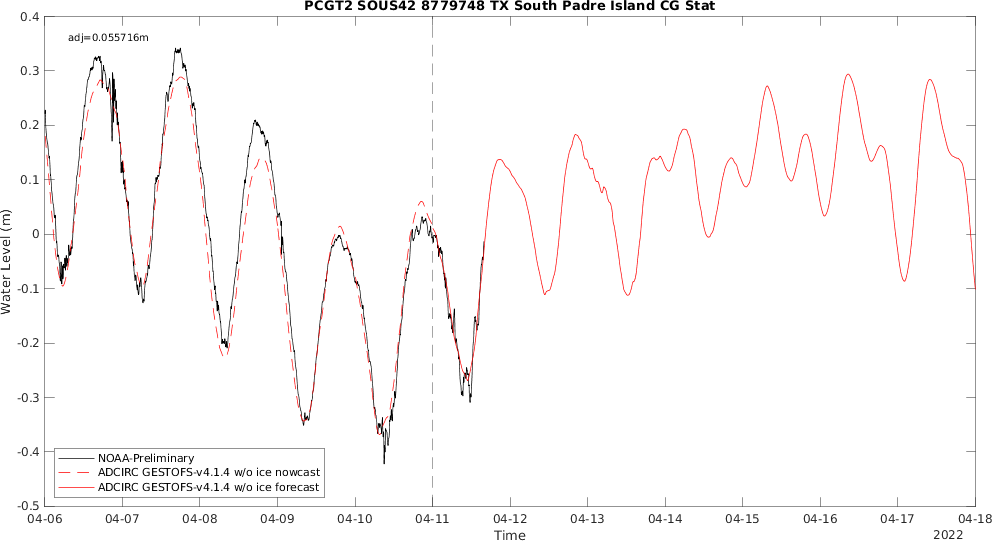 PCGT2 SOUS42 8779748 TX South Padre Island CG Stat
adj=0.055716m
0.4
0.3
0.2
0.1
0
-0.1
-0.2
-0.3
-0.4
-0.5
Water Level (m)
NOAA-Preliminary
ADCIRC GESTOFS-v4.1.4 w/o ice nowcast
ADCIRC GESTOFS-v4.1.4 w/o ice forecast
04-06 04-07 04-08 04-09 04-10 04-11 04-12 04-13 04-14 04-15 04-16 04-17 04-18
Time
2022